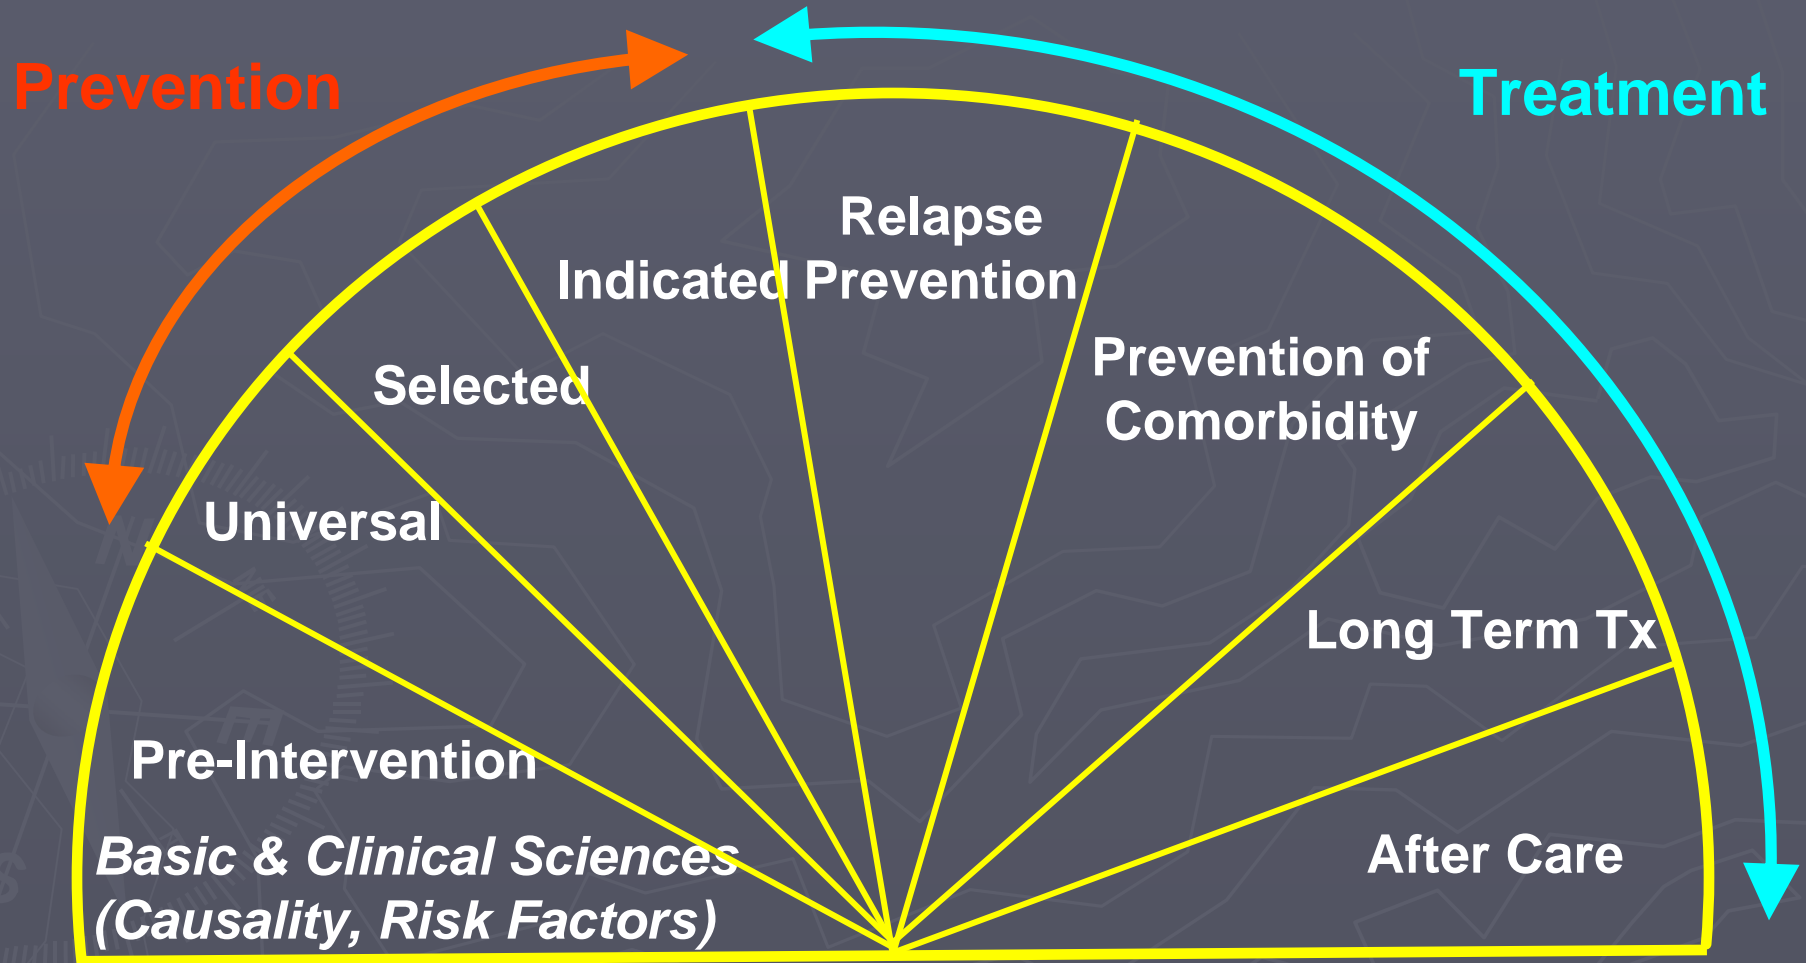 Prevention
Treatment
Relapse
Indicated Prevention
Prevention of
Comorbidity
Selected
Universal
Long Term Tx
Pre-Intervention
Basic & Clinical Sciences
(Causality, Risk Factors)
After Care
N
E
S